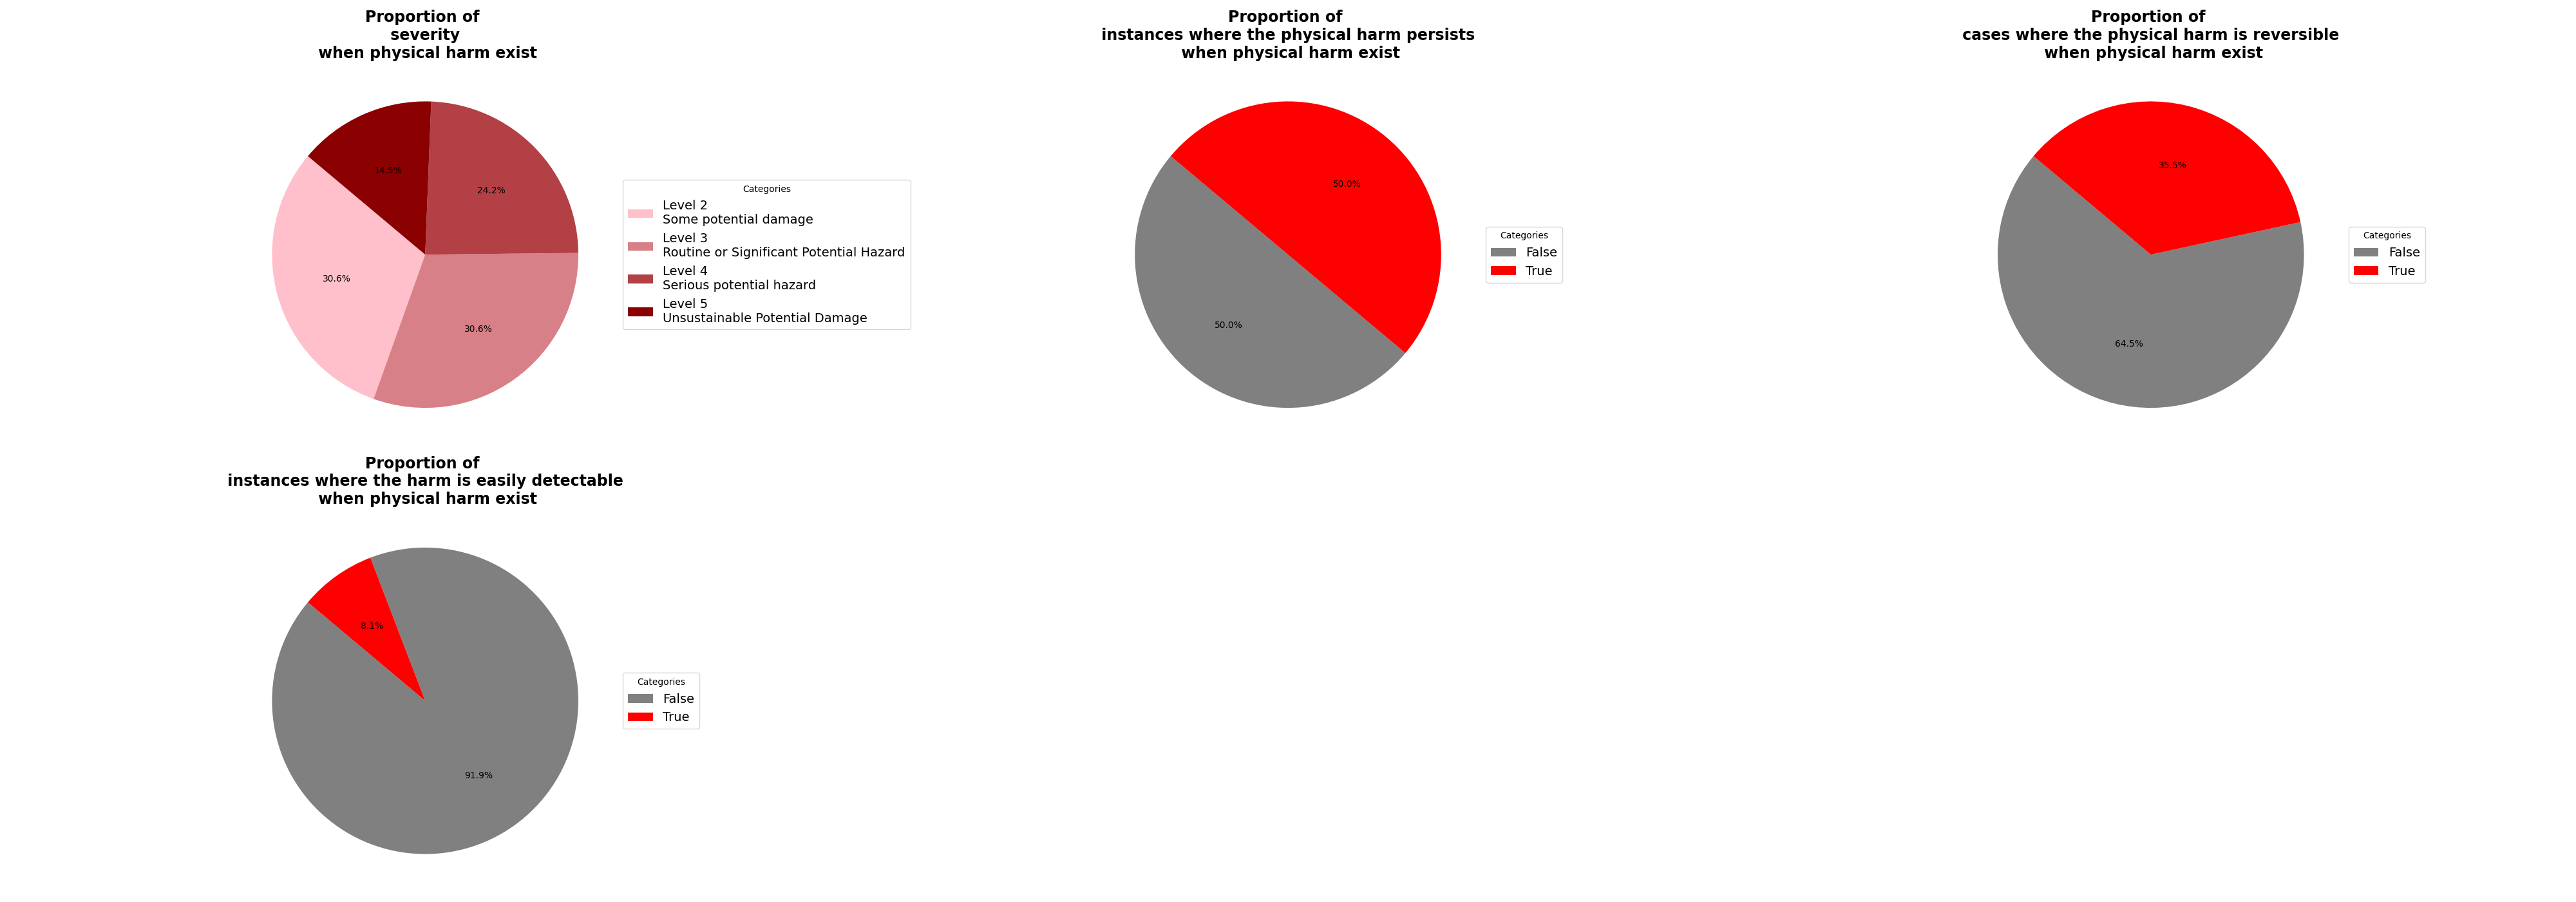 Proportion of
severity
when physical harm exist
14.5%
24.2%
30.6%
30.6%
Categories
Level 2
Some potential damage
Level 3
Routine or Significant Potential Hazard
Level 4
Serious potential hazard
Level 5
Unsustainable Potential Damage
Proportion of
instances where the physical harm persists
when physical harm exist
50.0%
50.0%
Categories
False
True
Proportion of
cases where the physical harm is reversible
when physical harm exist
35.5%
64.5%
Categories
False
True
Proportion of
instances where the harm is easily detectable
when physical harm exist
8.1%
91.9%
Categories
False
True